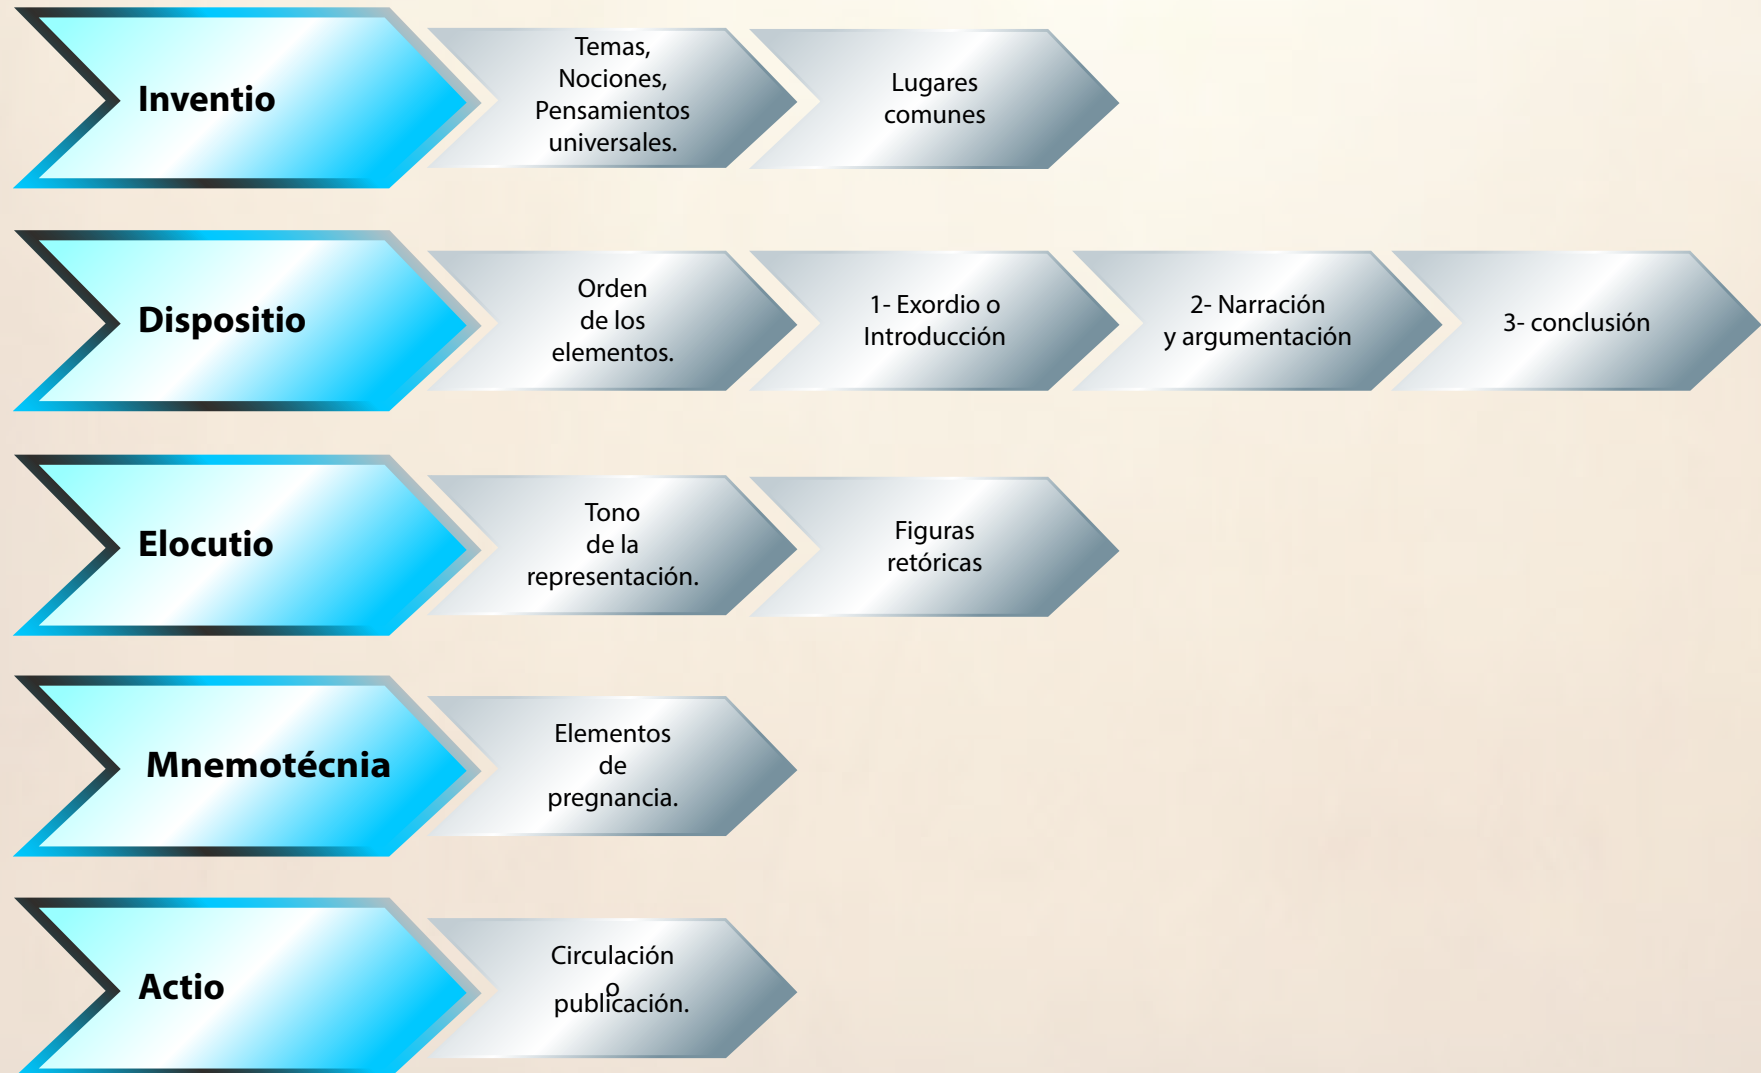 Inventio
Temas,
Nociones,
Pensamientos
universales.
Lugares
comunes
Dispositio
Orden
de los
elementos.
1- Exordio o
Introducción
2- Narración
y argumentación
3- conclusión
Elocutio
Tono
de la
representación.
Figuras
retóricas
Mnemotécnia
Elementos
de
pregnancia.
Actio
Circulación
o
publicación.